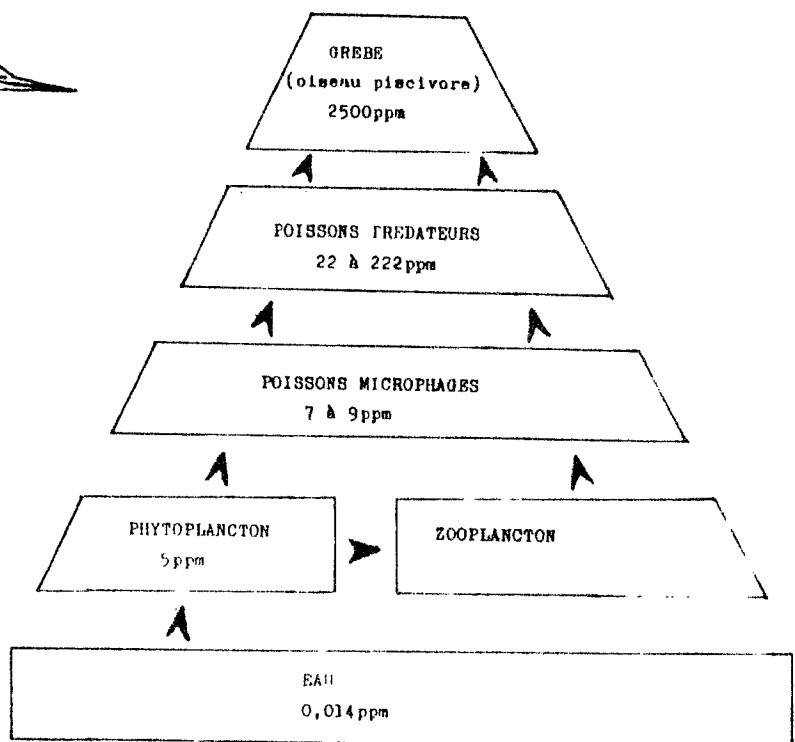 GREBE
(oiseau piscivore)
2500ppm
POISSONS PREDATEURS
22 à 222ppm
POISSONS MICROPHAGES
7 à 9ppm
PHYTOPLANCTON
5ppm
ZOOPLANCTON
EAU
0,014ppm